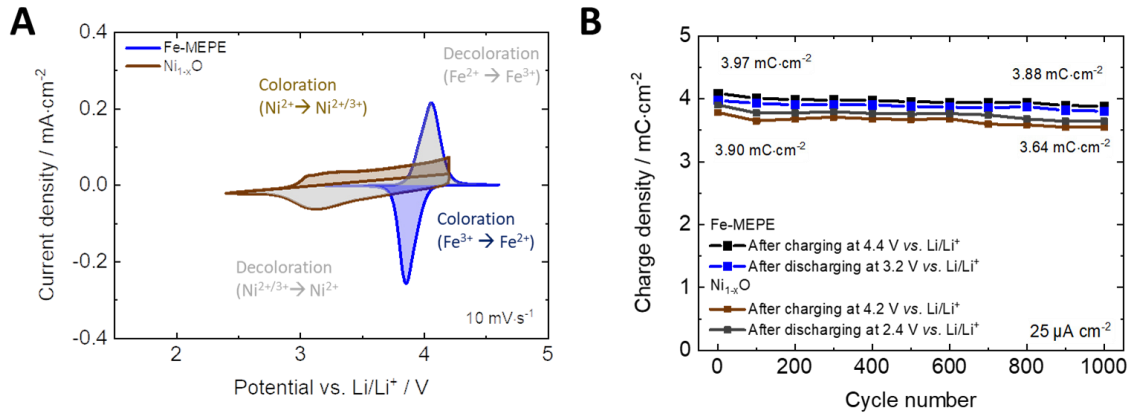 A
0.4
0.2
0.0
-0.2
-0.4
Current density / mA·cm⁻²
Fe-MEPE
Ni₁₋ₓO
Decoloration
(Fe²⁺ → Fe³⁺)
Coloration
(Ni²⁺→ Ni²⁺/³⁺)
Coloration
(Fe³⁺ → Fe²⁺)
Decoloration
(Ni²⁺/³⁺→ Ni²⁺
10 mV·s⁻¹
2 3 4 5
Potential vs. Li/Li⁺ / V
B
5
4
3
2
1
0
Charge density / mC·cm⁻²
3.97 mC·cm⁻²
3.88 mC·cm⁻²
3.90 mC·cm⁻²
3.64 mC·cm⁻²
Fe-MEPE
After charging at 4.4 V vs. Li/Li⁺
After discharging at 3.2 V vs. Li/Li⁺
Ni₁₋ₓO
After charging at 4.2 V vs. Li/Li⁺
After discharging at 2.4 V vs. Li/Li⁺
25 µA cm⁻²
0 200 400 600 800 1000
Cycle number